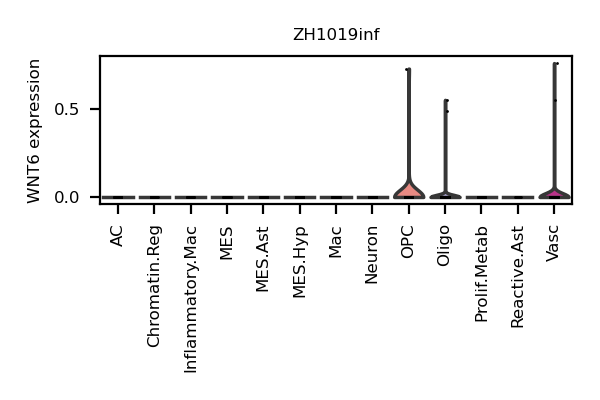 ZH1019inf
WNT6 expression
0.5
0.0
AC
Chromatin.Reg
Inflammatory.Mac
MES
MES.Ast
MES.Hyp
Mac
Neuron
OPC
Oligo
Prolif.Metab
Reactive.Ast
Vasc